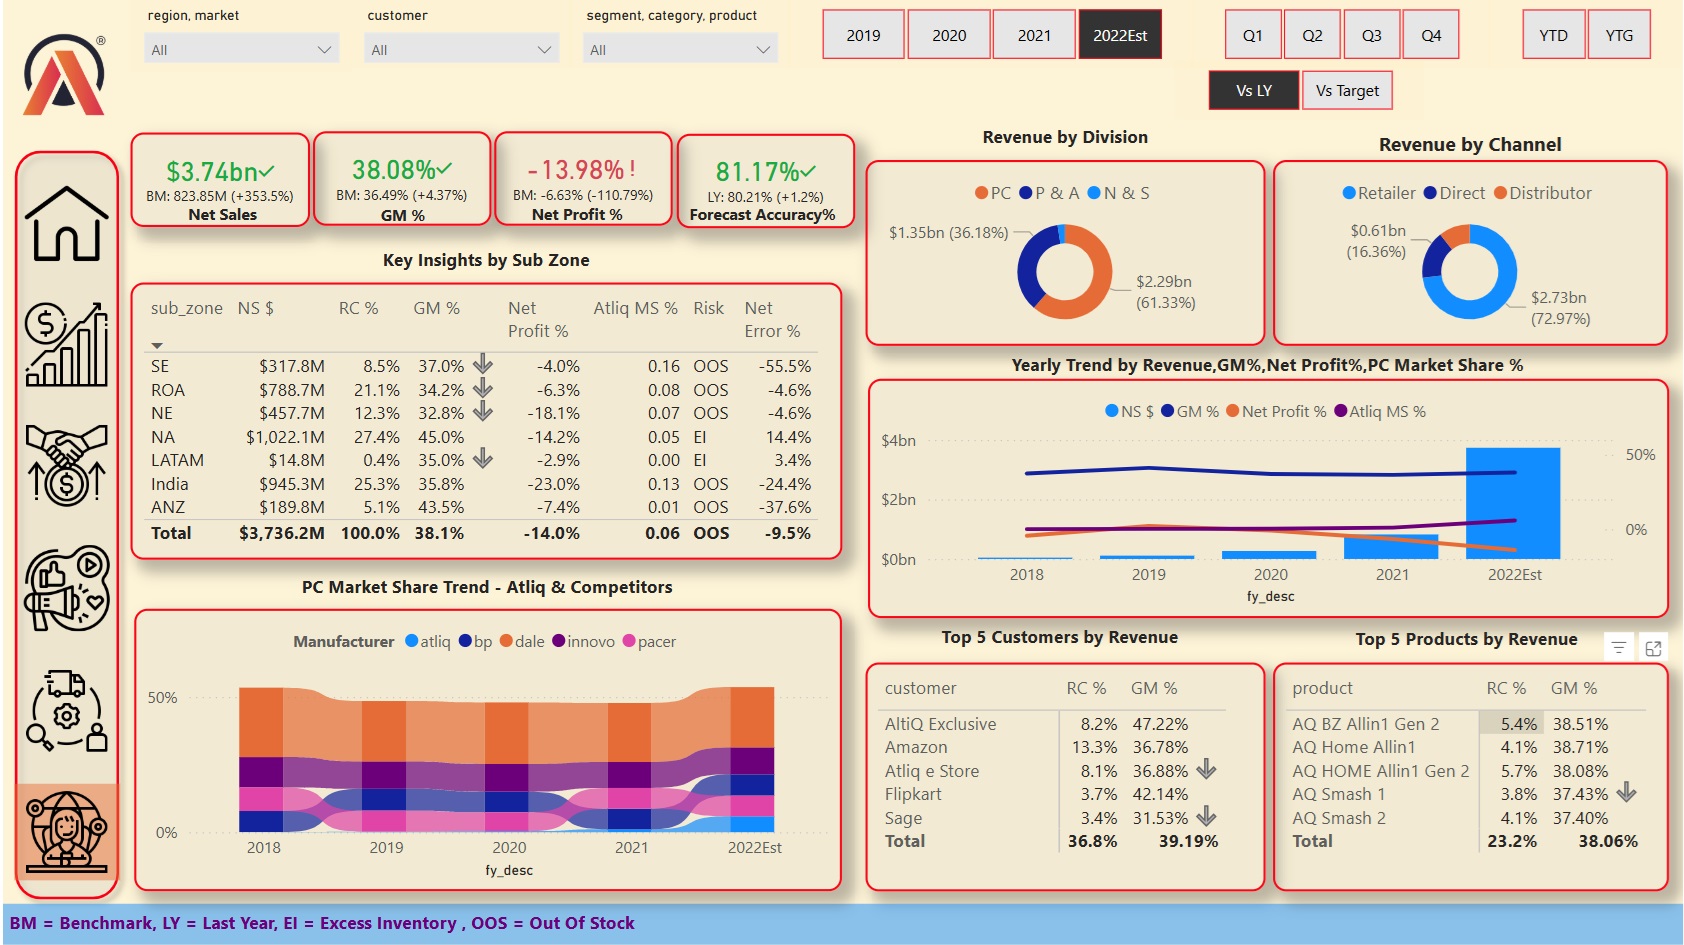 region, market
customer
segment, category, product
All
All
All
2019
2020
2021
2022Est
Q1
Q2
Q3
Q4
YTD
YTG
Vs LY
Vs Target
®
$3.74bn
BM: 823.85M (+353.5%)
Net Sales
38.08%
BM: 36.49% (+4.37%)
GM %
-13.98%!
BM: -6.63% (-110.79%)
Net Profit %
81.17%
LY: 80.21% (+1.2%)
Forecast Accuracy%
Revenue by Division
PC P & A N & S
$1.35bn (36.18%)
$2.29bn
(61.33%)
Revenue by Channel
Retailer Direct Distributor
$0.61bn
(16.36%)
$2.73bn
(72.97%)
Key Insights by Sub Zone
sub_zone NS $ RC % GM % Net Profit % Atliq MS % Risk Net Error %
SE $317.8M 8.5% 37.0% -4.0% 0.16 OOS -55.5%
ROA $788.7M 21.1% 34.2% -6.3% 0.08 OOS -4.6%
NE $457.7M 12.3% 32.8% -18.1% 0.07 OOS -4.6%
NA $1,022.1M 27.4% 45.0% -14.2% 0.05 EI 14.4%
LATAM $14.8M 0.4% 35.0% -2.9% 0.00 EI 3.4%
India $945.3M 25.3% 35.8% -23.0% 0.13 OOS -24.4%
ANZ $189.8M 5.1% 43.5% -7.4% 0.01 OOS -37.6%
Total $3,736.2M 100.0% 38.1% -14.0% 0.06 OOS -9.5%
Yearly Trend by Revenue,GM%,Net Profit%,PC Market Share %
NS $ GM % Net Profit % Atliq MS %
$4bn
$2bn
$0bn
50%
0%
2018 2019 2020 2021 2022Est
fy_desc
PC Market Share Trend - Atliq & Competitors
Manufacturer atliq bp dale innovo pacer
50%
0%
2018 2019 2020 2021 2022Est
fy_desc
Top 5 Customers by Revenue
customer RC % GM %
AltiQ Exclusive 8.2% 47.22%
Amazon 13.3% 36.78%
Atliq e Store 8.1% 36.88%
Flipkart 3.7% 42.14%
Sage 3.4% 31.53%
Total 36.8% 39.19%
Top 5 Products by Revenue
product RC % GM %
AQ BZ Allin1 Gen 2 5.4% 38.51%
AQ Home Allin1 4.1% 38.71%
AQ HOME Allin1 Gen 2 5.7% 38.08%
AQ Smash 1 3.8% 37.43%
AQ Smash 2 4.1% 37.40%
Total 23.2% 38.06%
BM = Benchmark, LY = Last Year, EI = Excess Inventory , OOS = Out Of Stock